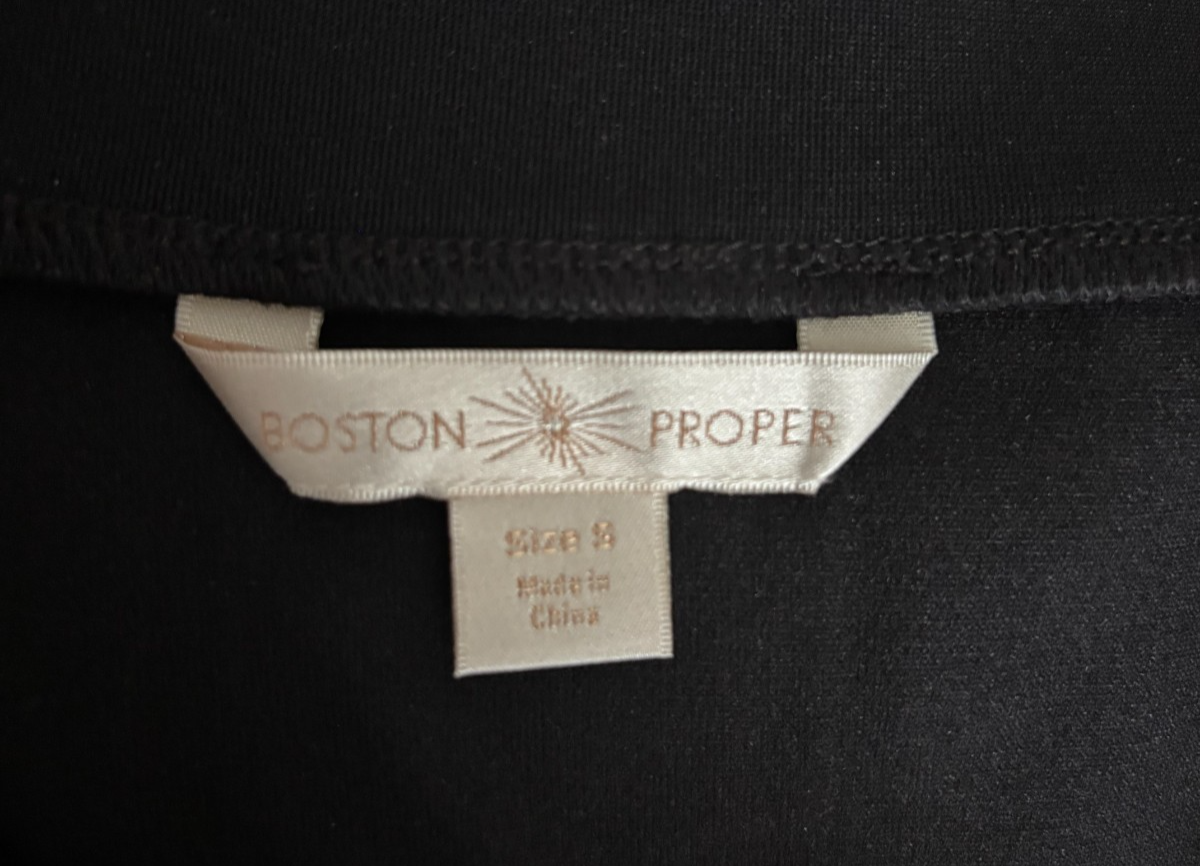 BOSTON PROPER
Size S
Made in
China